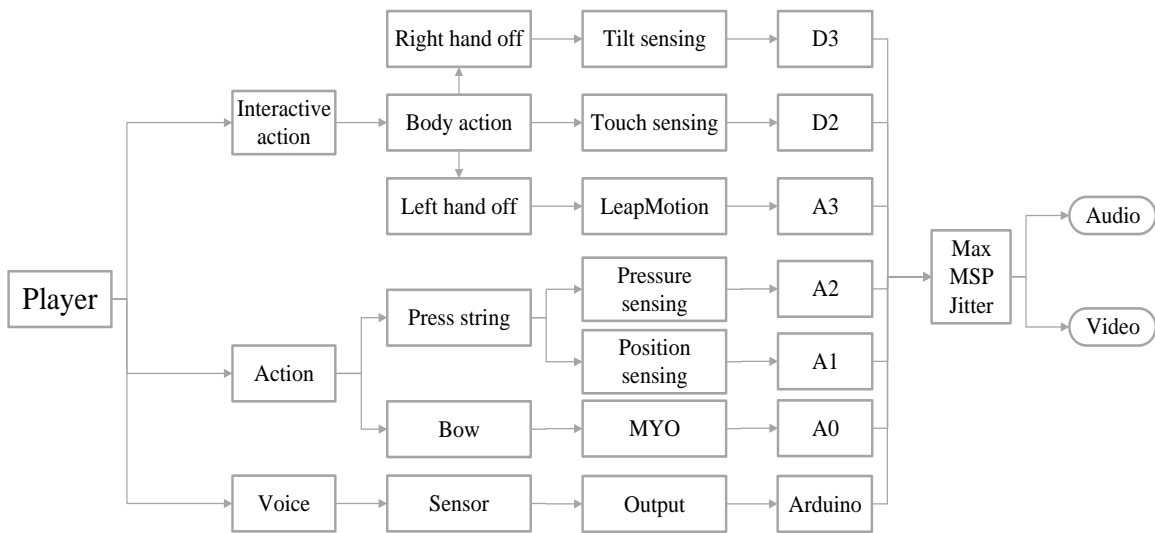 Right hand off
Tilt sensing
D3
Interactive
action
Body action
Touch sensing
D2
Left hand off
LeapMotion
A3
Player
Press string
Pressure
sensing
A2
Position
sensing
A1
Action
Bow
MYO
A0
Voice
Sensor
Output
Arduino
Max
MSP
Jitter
Audio
Video